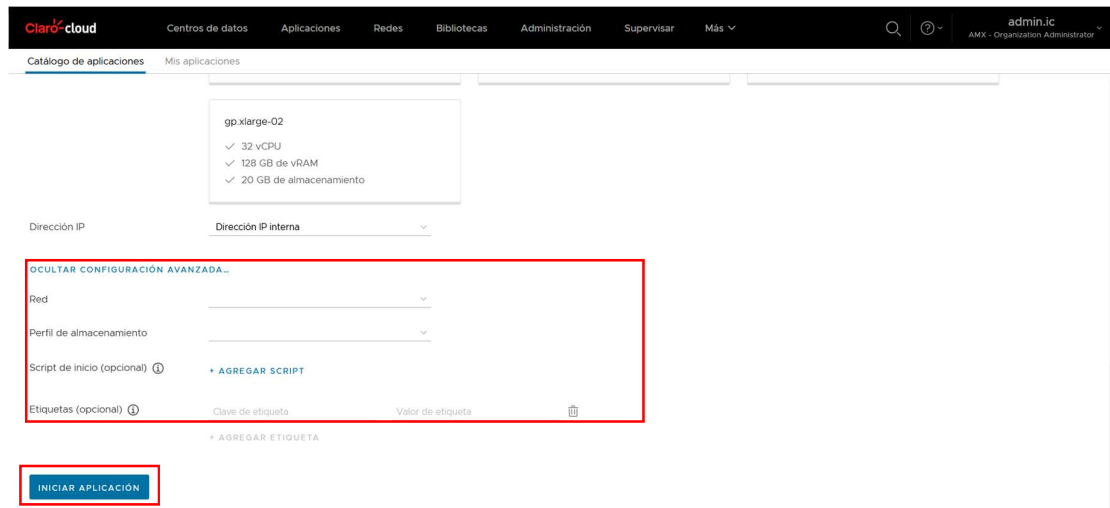 Claro-cloud
Centros de datos Aplicaciones Redes Bibliotecas Administración Supervisar Más
admin.ic
AMX - Organization Administrator
Catálogo de aplicaciones Mis aplicaciones
gp.xlarge-02
32 vCPU
128 GB de vRAM
20 GB de almacenamiento
Dirección IP Dirección IP interna
OCULTAR CONFIGURACIÓN AVANZADA...
Red
Perfil de almacenamiento
Script de inicio (opcional) + AGREGAR SCRIPT
Etiquetas (opcional) Clave de etiqueta Valor de etiqueta
+ AGREGAR ETIQUETA
INICIAR APLICACIÓN